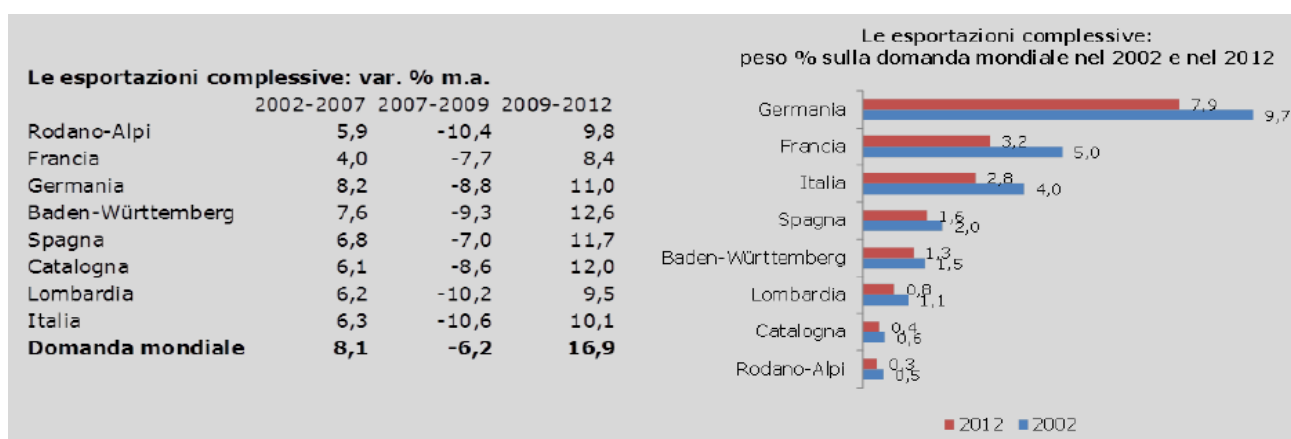 Le esportazioni complessive: var. % m.a.
2002-2007 2007-2009 2009-2012
Rodano-Alpi 5,9 -10,4 9,8
Francia 4,0 -7,7 8,4
Germania 8,2 -8,8 11,0
Baden-Württemberg 7,6 -9,3 12,6
Spagna 6,8 -7,0 11,7
Catalogna 6,1 -8,6 12,0
Lombardia 6,2 -10,2 9,5
Italia 6,3 -10,6 10,1
Domanda mondiale 8,1 -6,2 16,9
Le esportazioni complessive:
peso % sulla domanda mondiale nel 2002 e nel 2012
Germania 7,9 9,7
Francia 3,2 5,0
Italia 2,8 4,0
Spagna 1,6 2,0
Baden-Württemberg 1,3 1,5
Lombardia 0,8 1,1
Catalogna 0,4 0,6
Rodano-Alpi 0,3 0,5
2012 2002